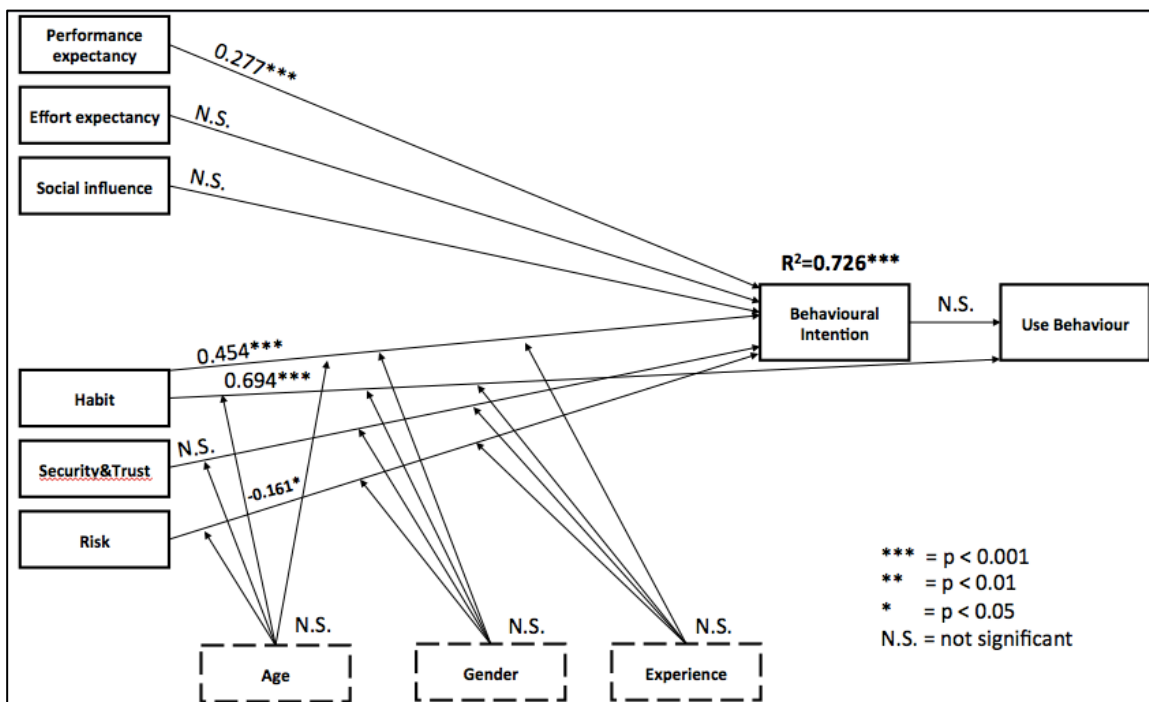 Performance
expectancy
0.277***
Effort expectancy
N.S.
Social influence
N.S.
R²=0.726***
Behavioural
Intention
N.S.
Use Behaviour
0.454***
Habit
0.694***
N.S.
Security&Trust
-0.161*
Risk
*** = p < 0.001
** = p < 0.01
* = p < 0.05
N.S. = not significant
N.S.
Age
N.S.
Gender
N.S.
Experience